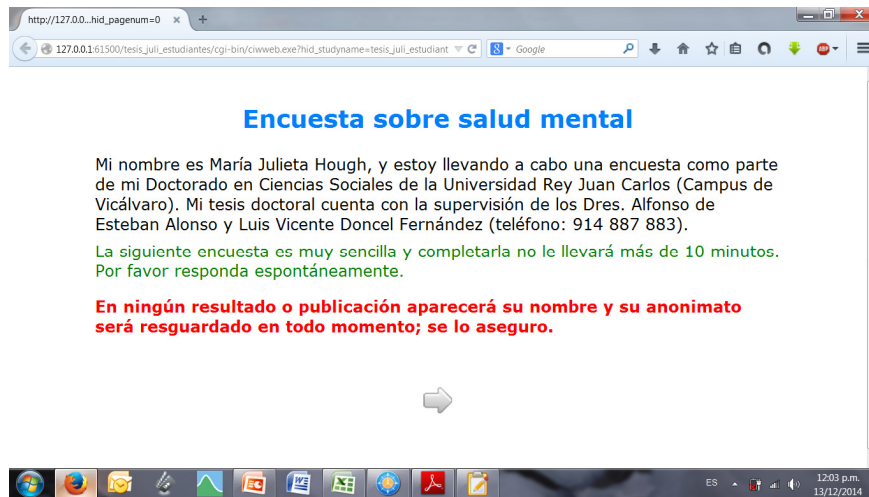 http://127.0.0...hid_pagenum=0 × +
127.0.0.1:61500/tesis_juli_estudiantes/cgi-bin/ciwweb.exe?hid_studyname=tesis_juli_estudiant
Google
ABP
Encuesta sobre salud mental
Mi nombre es María Julieta Hough, y estoy llevando a cabo una encuesta como parte
de mi Doctorado en Ciencias Sociales de la Universidad Rey Juan Carlos (Campus de
Vicálvaro). Mi tesis doctoral cuenta con la supervisión de los Dres. Alfonso de
Esteban Alonso y Luis Vicente Doncel Fernández (teléfono: 914 887 883).
La siguiente encuesta es muy sencilla y completarla no le llevará más de 10 minutos.
Por favor responda espontáneamente.
En ningún resultado o publicación aparecerá su nombre y su anonimato
será resguardado en todo momento; se lo aseguro.
ES
12:03 p.m.
13/12/2014